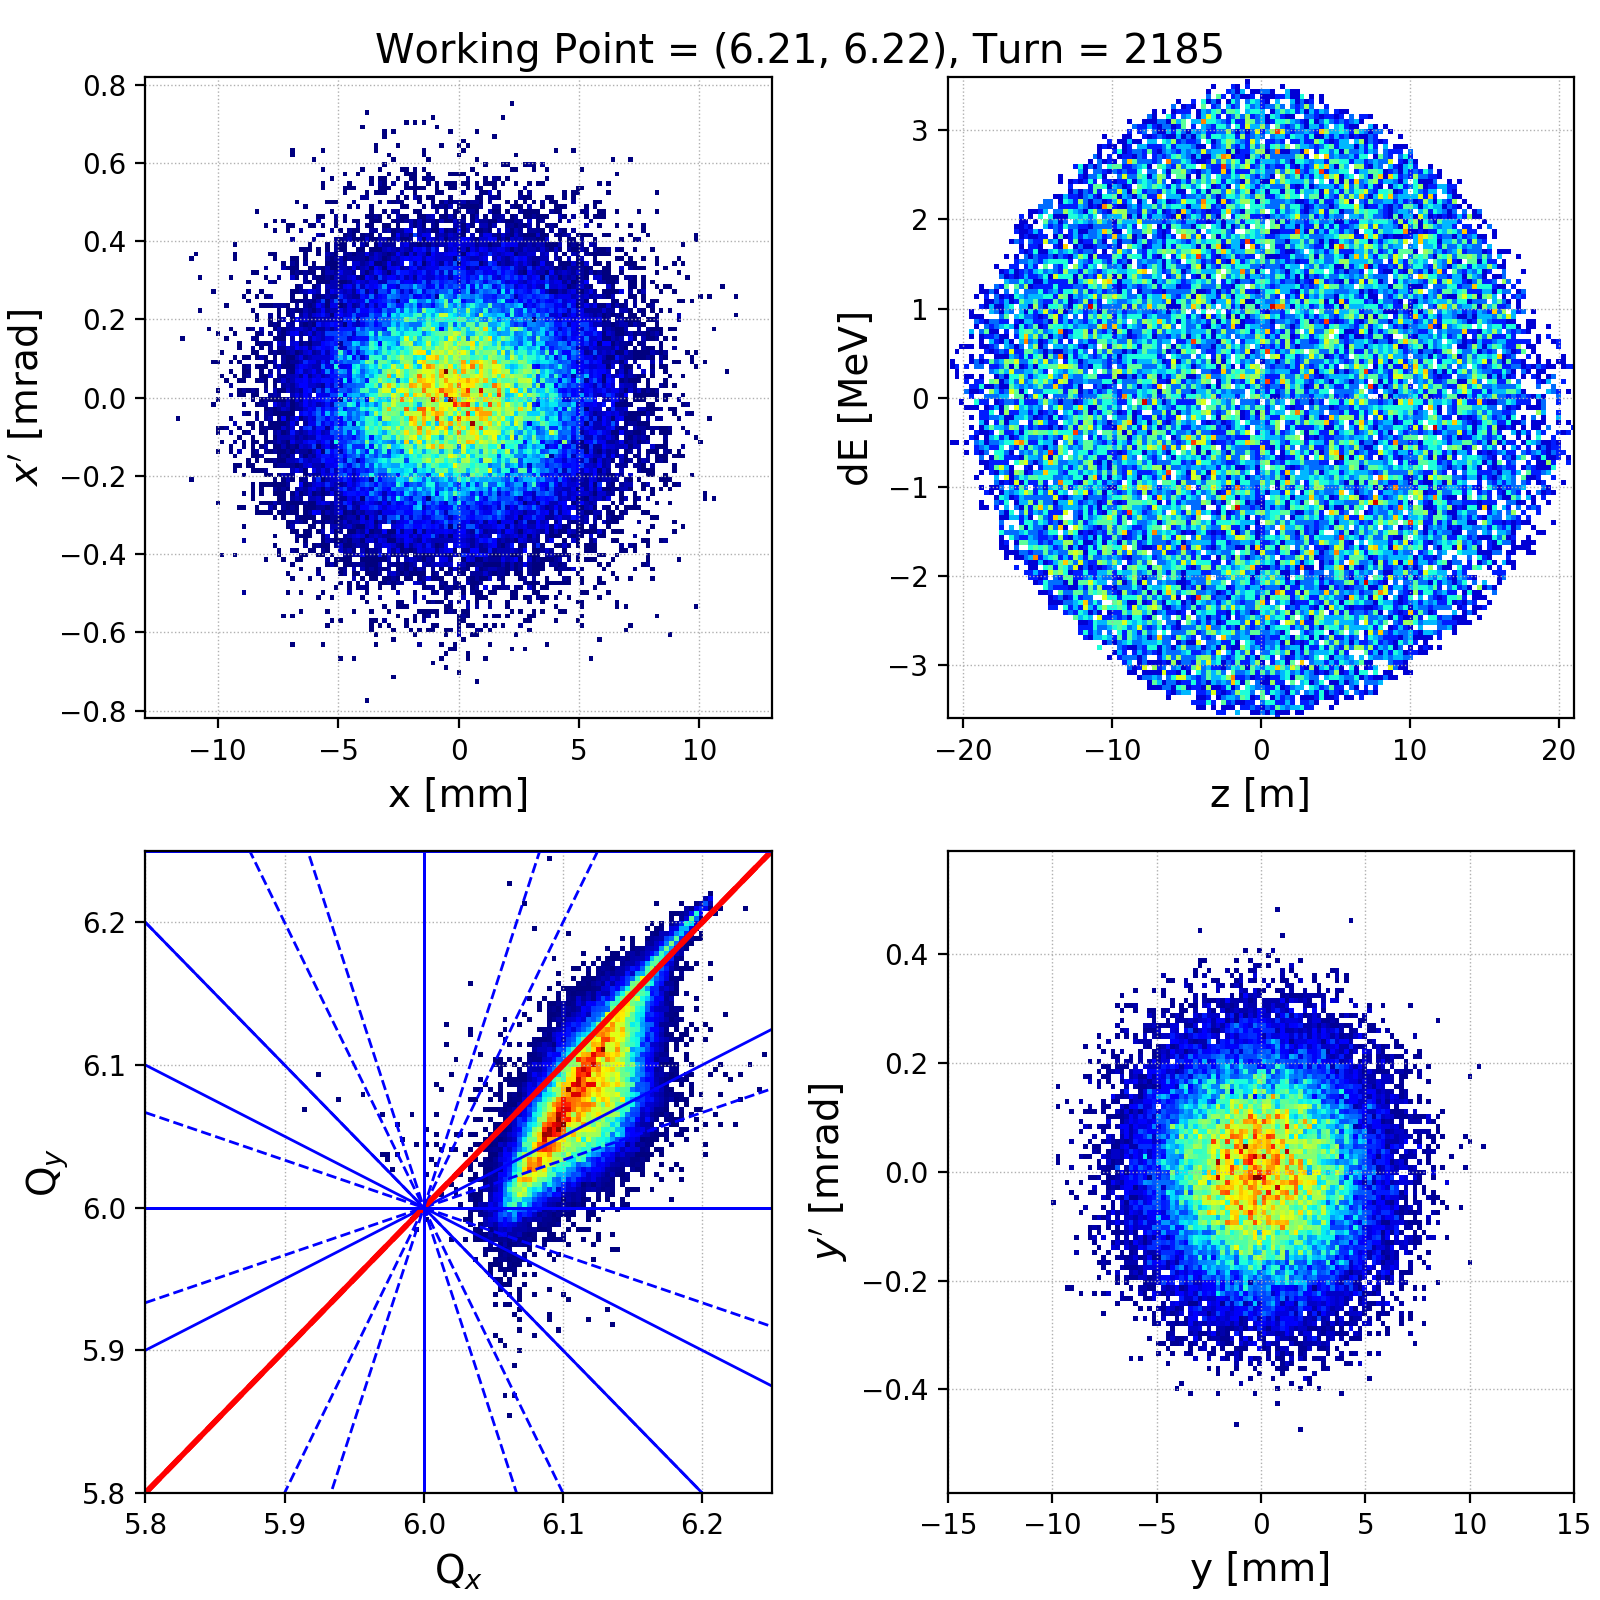 Working Point = (6.21, 6.22), Turn = 2185
0.8
0.6
0.4
0.2
0.0
−0.2
−0.4
−0.6
−0.8
x′ [mrad]
−10 −5 0 5 10
x [mm]
3
2
1
0
−1
−2
−3
dE [MeV]
−20 −10 0 10 20
z [m]
6.2
6.1
6.0
5.9
5.8
Qy
5.8 5.9 6.0 6.1 6.2
Qx
0.4
0.2
0.0
−0.2
−0.4
y′ [mrad]
−15 −10 −5 0 5 10 15
y [mm]